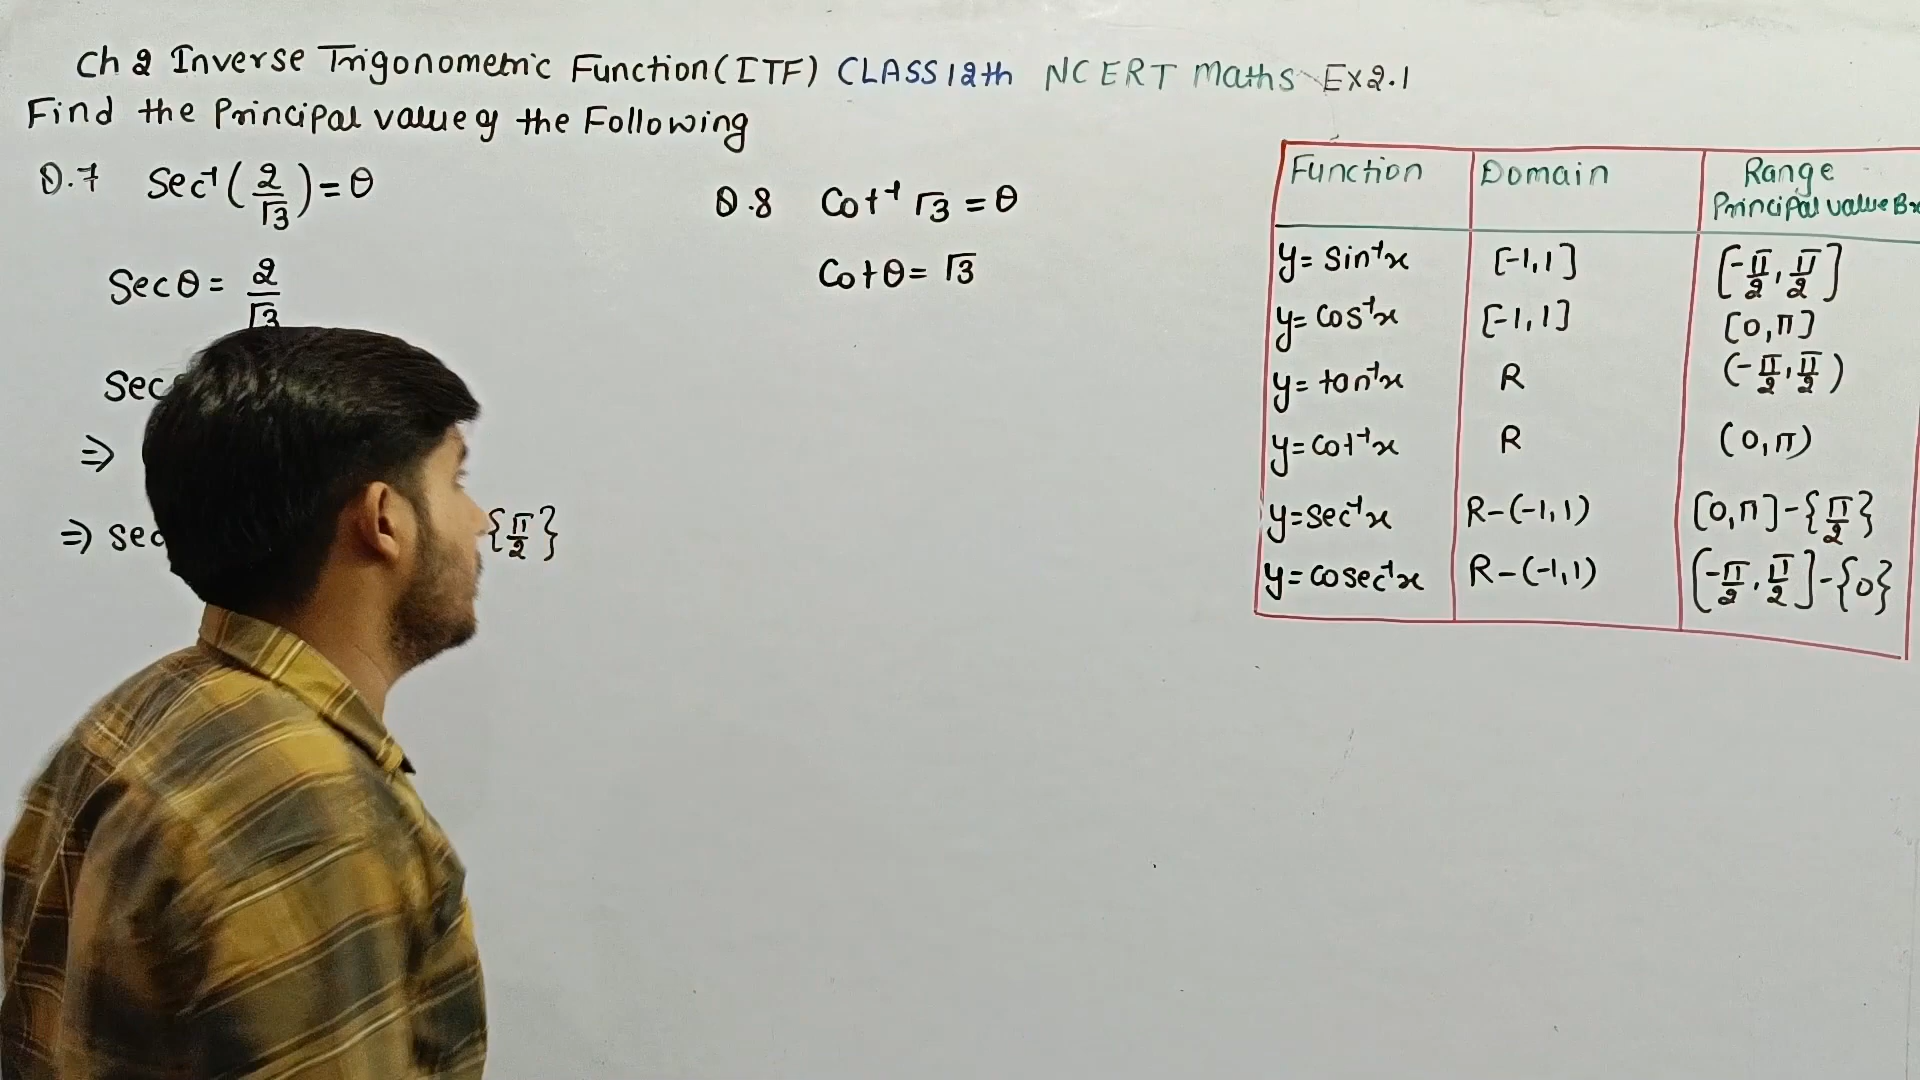 Ch 2 Inverse Trigonometric Function (ITF) CLASS 12th NCERT Maths Ex 2.1
Find the Principal value of the Following
Q.7 Sec⁻¹(2/√3) = θ
Secθ = 2/√3
Sec
⇒
⇒ sec {π/2}
Q.8 Cot⁻¹ √3 = θ
Cotθ = √3
Function Domain Range
Principal value
y = Sin⁻¹x [-1,1] [-π/2, π/2]
y = Cos⁻¹x [-1,1] [0,π]
y = tan⁻¹x R (-π/2, π/2)
y = Cot⁻¹x R (0,π)
y = sec⁻¹x R-(-1,1) [0,π]-{π/2}
y = cosec⁻¹x R-(-1,1) [-π/2, π/2]-{0}